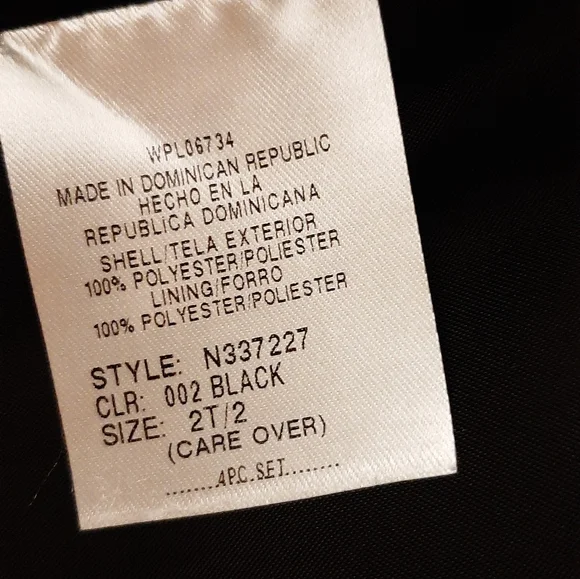 WPL06734
MADE IN DOMINICAN REPUBLIC
HECHO EN LA
REPUBLICA DOMINICANA
SHELL/TELA EXTERIOR
100% POLYESTER/POLIESTER
LINING/FORRO
100% POLYESTER/POLIESTER
STYLE: N337227
CLR: 002 BLACK
SIZE: 2T/2
(CARE OVER)
........4PC.SET........